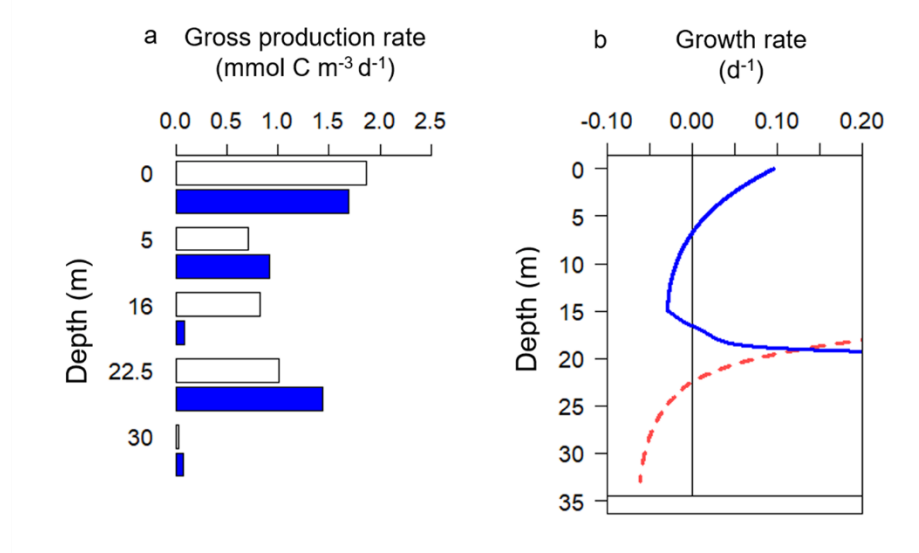 a Gross production rate
(mmol C m-3 d-1)
0.0 0.5 1.0 1.5 2.0 2.5
Depth (m)
0
5
16
22.5
30
b Growth rate
(d-1)
-0.10 0.00 0.10 0.20
Depth (m)
0
5
10
15
20
25
30
35